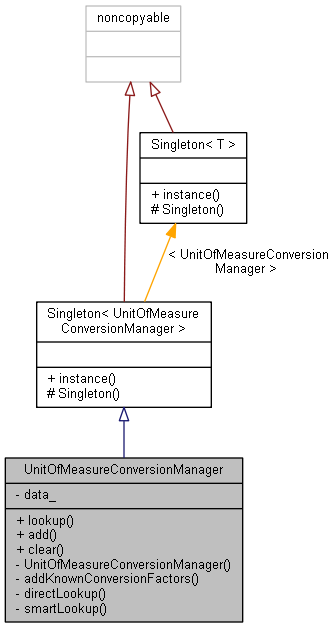 noncopyable
Singleton< T >
+ instance()
# Singleton()
< UnitOfMeasureConversion
Manager >
Singleton< UnitOfMeasure
ConversionManager >
+ instance()
# Singleton()
UnitOfMeasureConversionManager
- data_
+ lookup()
+ add()
+ clear()
- UnitOfMeasureConversionManager()
- addKnownConversionFactors()
- directLookup()
- smartLookup()